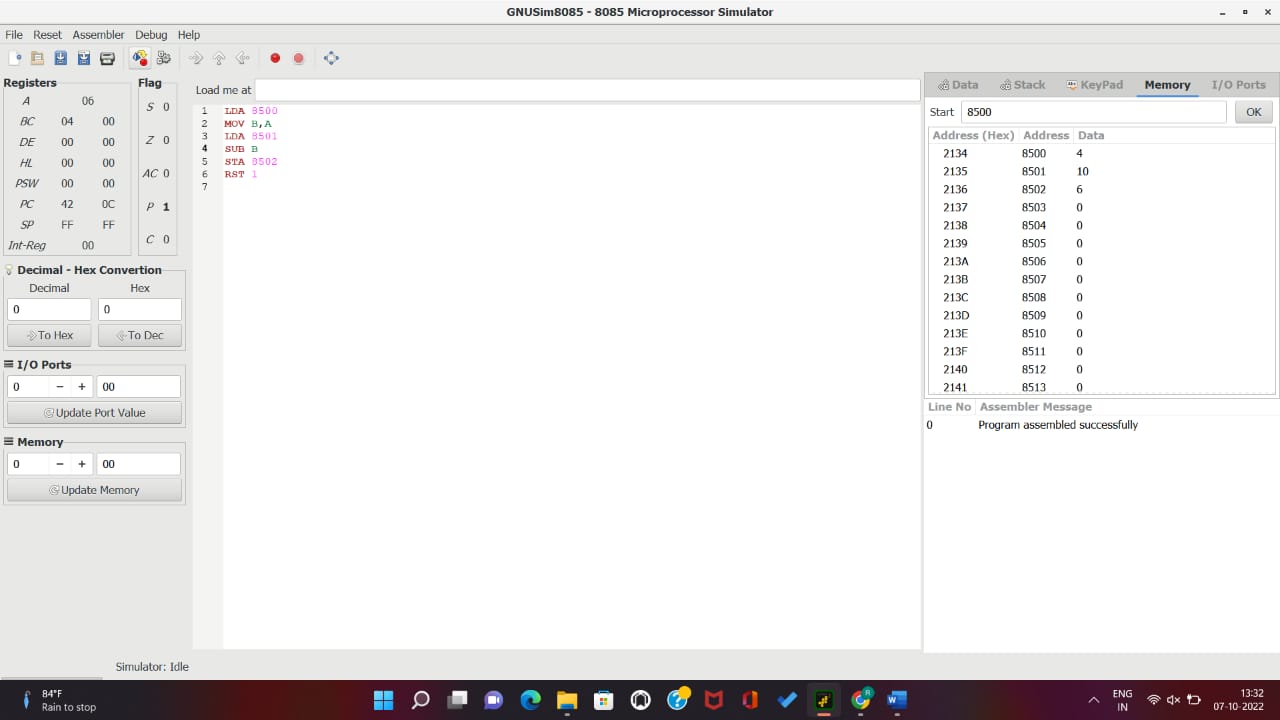 GNUSim8085 - 8085 Microprocessor Simulator
File Reset Assembler Debug Help
Registers
A 06
BC 04 00
DE 00 00
HL 00 00
PSW 00 00
PC 42 0C
SP FF FF
Int-Reg 00
Flag
S 0
Z 0
AC 0
P 1
C 0
Decimal - Hex Convertion
Decimal Hex
0 0
To Hex To Dec
I/O Ports
0 − + 00
Update Port Value
Memory
0 − + 00
Update Memory
Load me at
1 LDA 8500
2 MOV B,A
3 LDA 8501
4 SUB B
5 STA 8502
6 RST 1
7
Data Stack KeyPad Memory I/O Ports
Start 8500 OK
Address (Hex) Address Data
2134 8500 4
2135 8501 10
2136 8502 6
2137 8503 0
2138 8504 0
2139 8505 0
213A 8506 0
213B 8507 0
213C 8508 0
213D 8509 0
213E 8510 0
213F 8511 0
2140 8512 0
2141 8513 0
Line No Assembler Message
0 Program assembled successfully
Simulator: Idle
84°F
Rain to stop
ENG
IN
13:32
07-10-2022